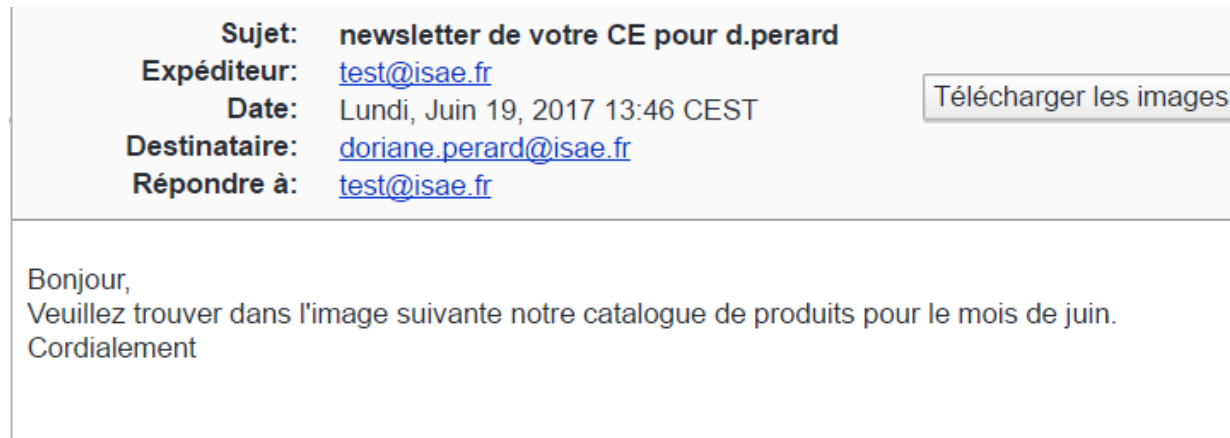 Sujet: newsletter de votre CE pour d.perard
Expéditeur: test@isae.fr
Date: Lundi, Juin 19, 2017 13:46 CEST
Télécharger les images
Destinataire: doriane.perard@isae.fr
Répondre à: test@isae.fr
Bonjour,
Veuillez trouver dans l'image suivante notre catalogue de produits pour le mois de juin.
Cordialement